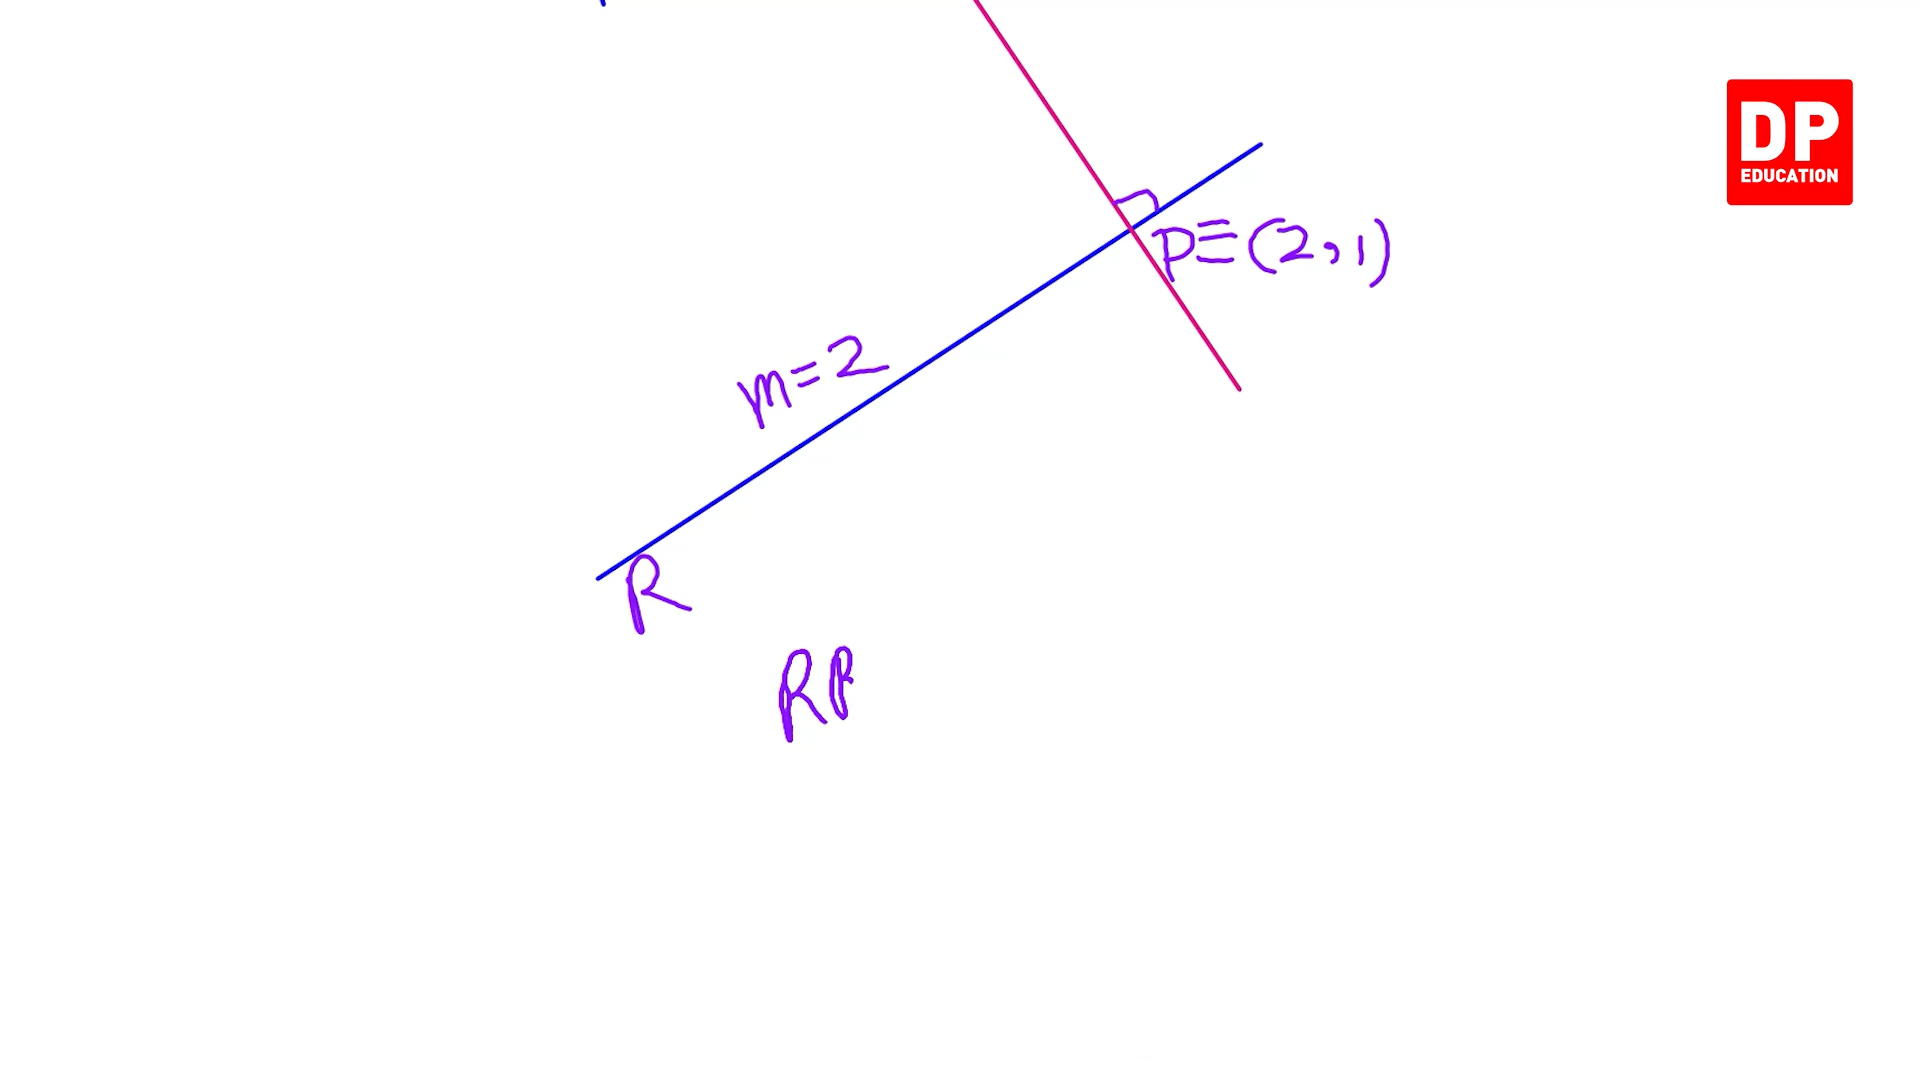 DP
EDUCATION
P≡(2,1)
m=2
R
RP